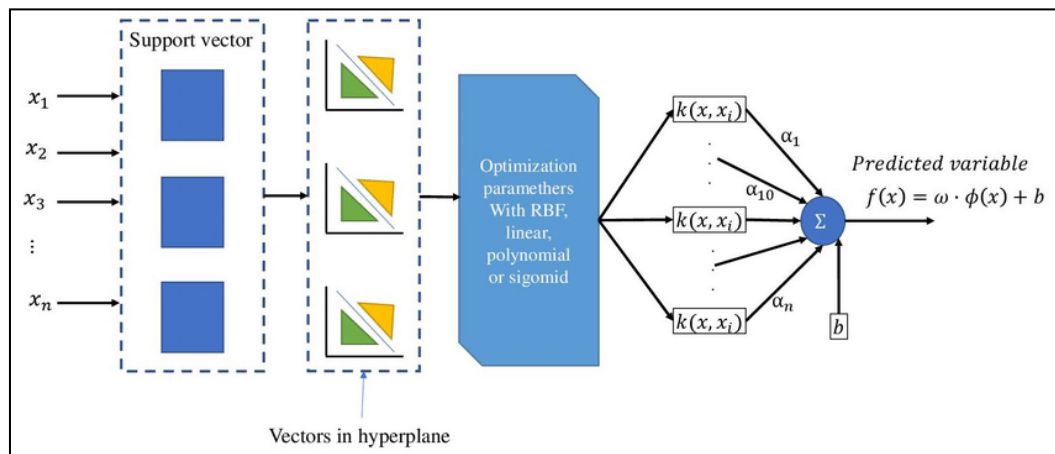 Support vector
x₁
x₂
x₃
⋮
xₙ
Vectors in hyperplane
Optimization
paramethers
With RBF,
linear,
polynomial
or sigomid
k(x, xᵢ)
k(x, xᵢ)
k(x, xᵢ)
α₁
α₁₀
αₙ
Σ
b
Predicted variable
f(x) = ω · ϕ(x) + b